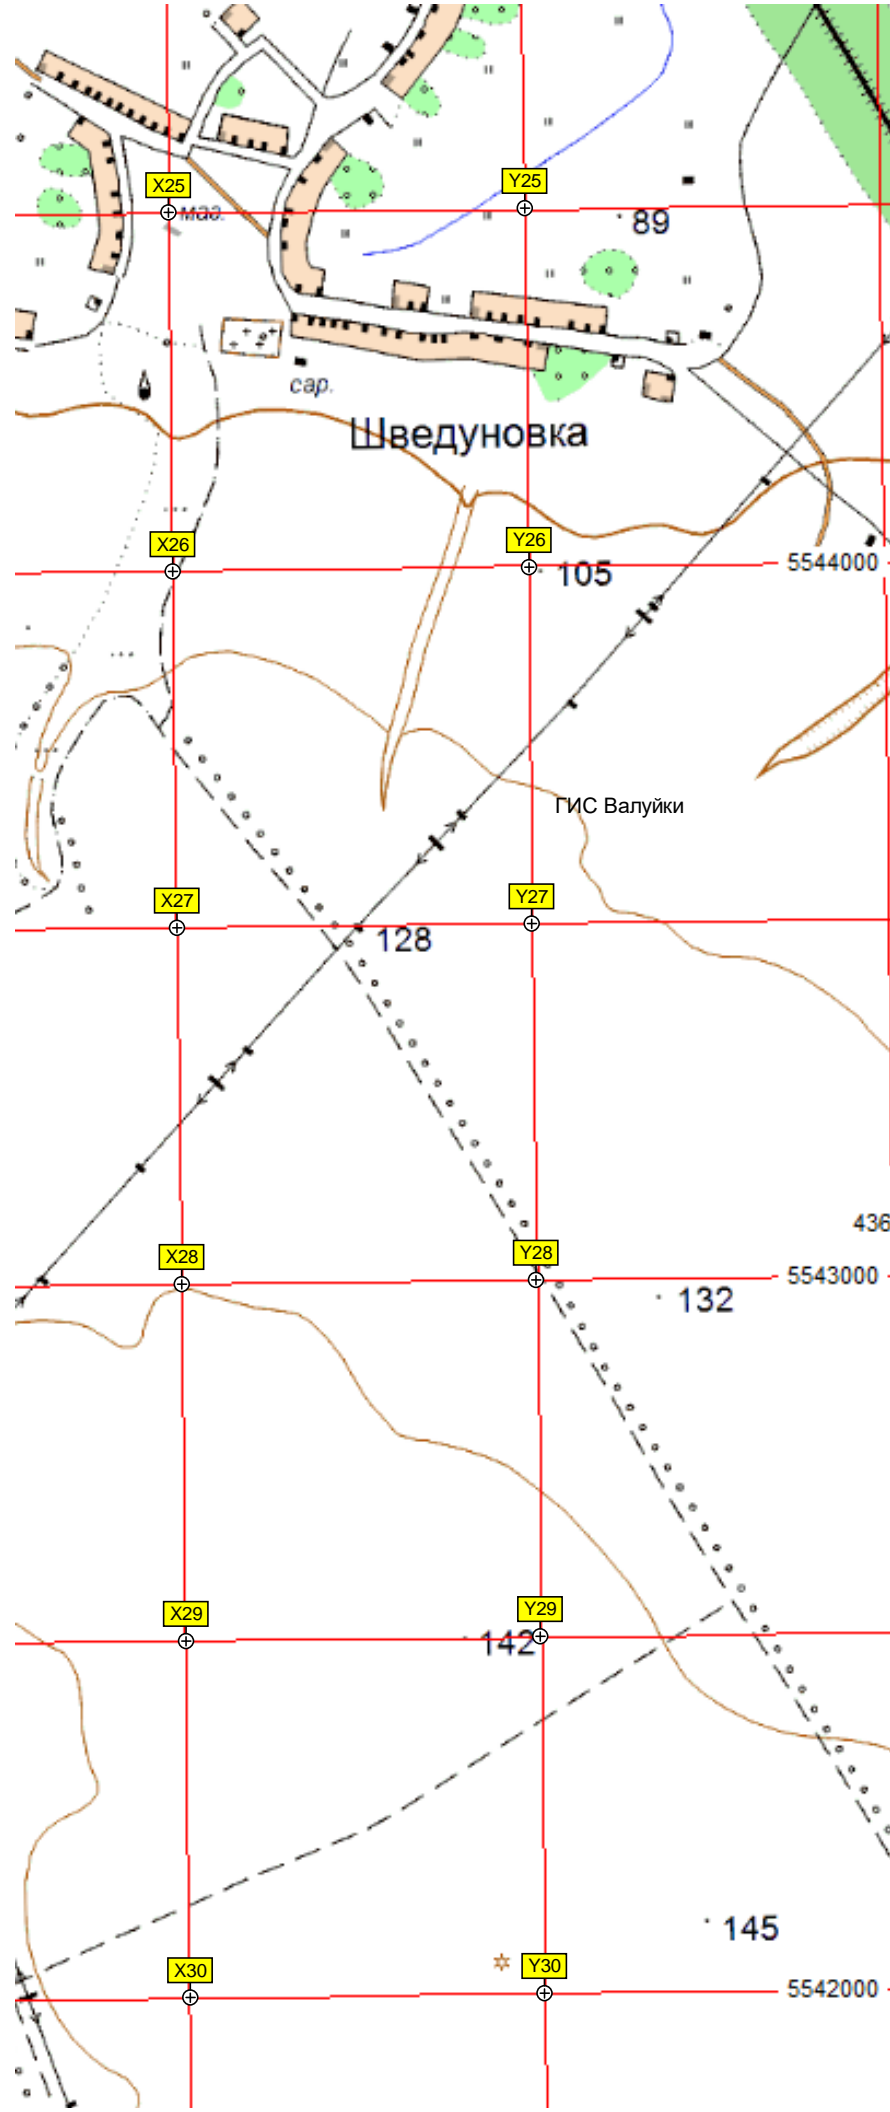 X25
Y25
маг.
89
сар.
Шведуновка
X26
Y26
105
5544000
ГИС Валуйки
X27
Y27
128
436
X28
Y28
5543000
132
X29
Y29
142
145
X30
Y30
5542000